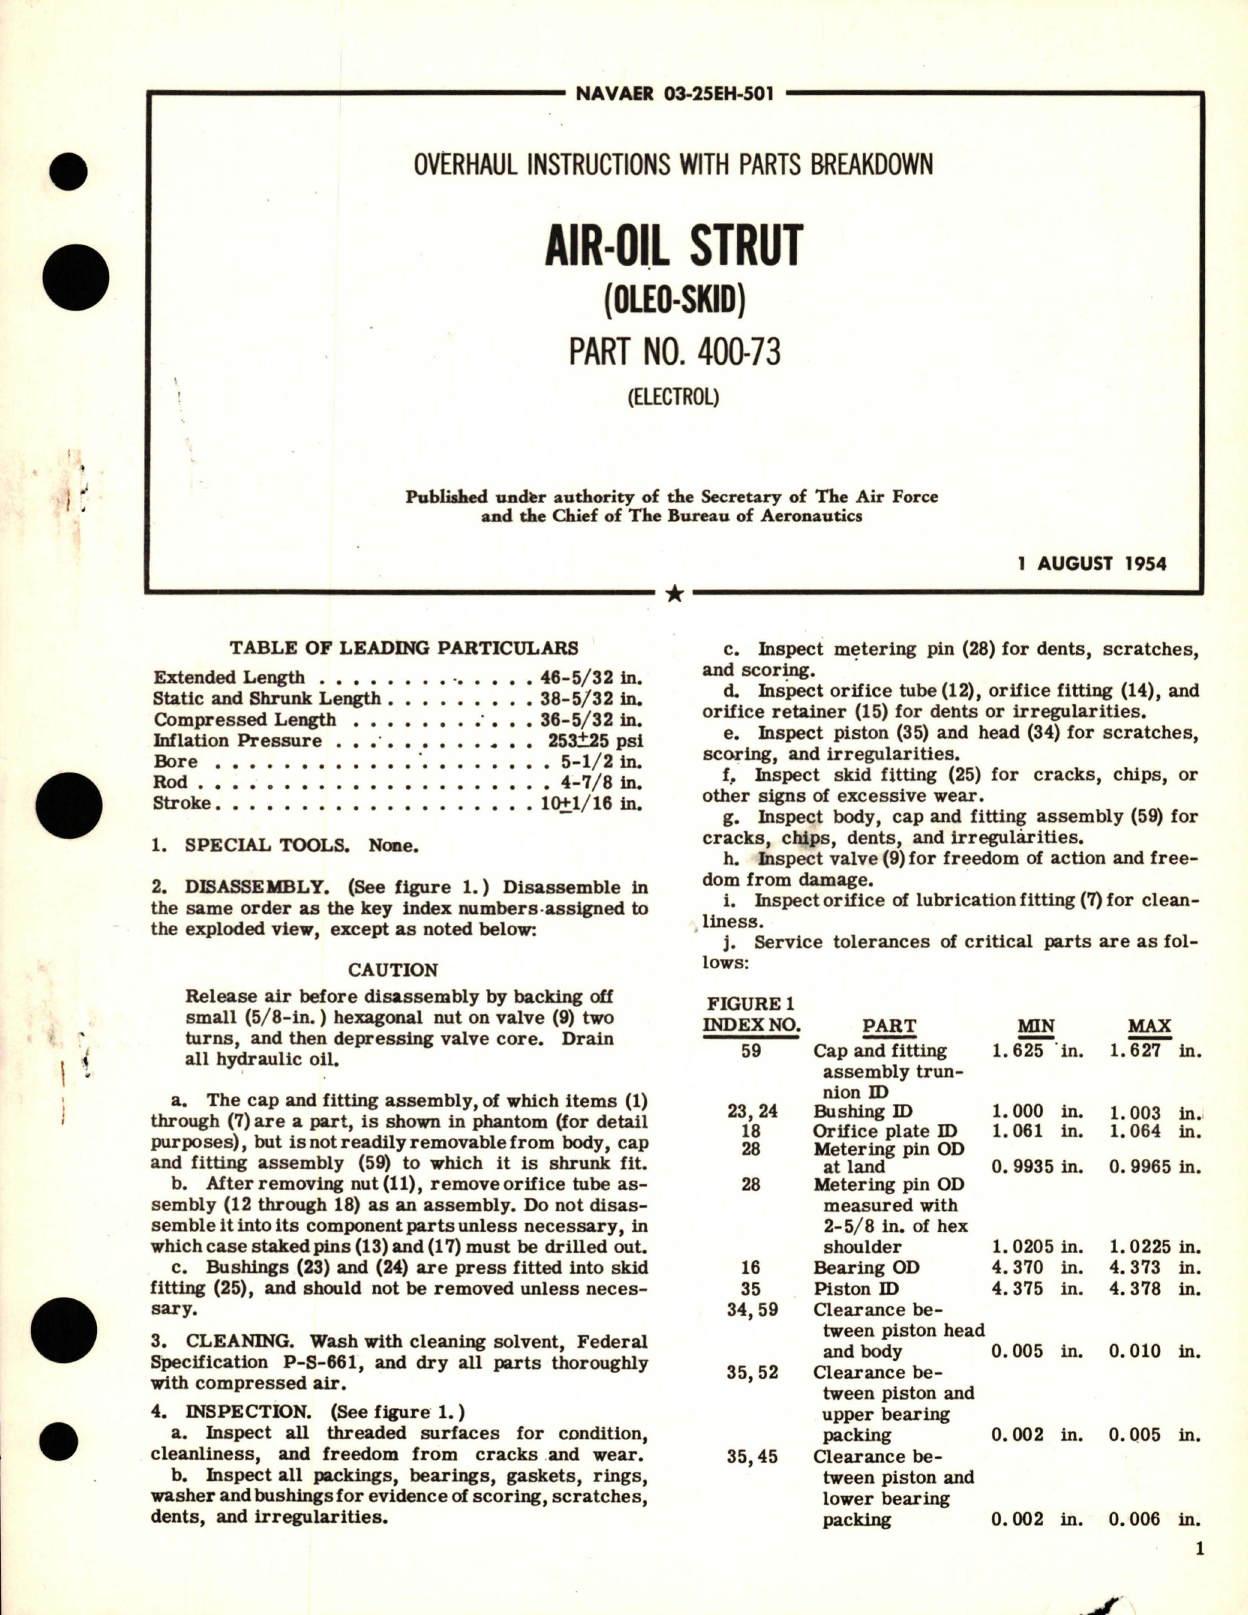 NAVAER 03-25EH-501
OVERHAUL INSTRUCTIONS WITH PARTS BREAKDOWN
AIR-OIL STRUT
(OLEO-SKID)
PART NO. 400-73
(ELECTROL)
Published under authority of the Secretary of The Air Force
and the Chief of The Bureau of Aeronautics
1 AUGUST 1954
TABLE OF LEADING PARTICULARS
Extended Length . . . . . . . . . . . . . . 46-5/32 in.
Static and Shrunk Length . . . . . . . . . . 38-5/32 in.
Compressed Length . . . . . . . . . . . . 36-5/32 in.
Inflation Pressure . . . . . . . . . . . . 253±25 psi
Bore . . . . . . . . . . . . . . . . . . . . . 5-1/2 in.
Rod . . . . . . . . . . . . . . . . . . . . . . 4-7/8 in.
Stroke . . . . . . . . . . . . . . . . . . . . 10±1/16 in.
1. SPECIAL TOOLS. None.
2. DISASSEMBLY. (See figure 1.) Disassemble in
the same order as the key index numbers assigned to
the exploded view, except as noted below:
CAUTION
Release air before disassembly by backing off
small (5/8-in.) hexagonal nut on valve (9) two
turns, and then depressing valve core. Drain
all hydraulic oil.
a. The cap and fitting assembly, of which items (1)
through (7) are a part, is shown in phantom (for detail
purposes), but is not readily removable from body, cap
and fitting assembly (59) to which it is shrunk fit.
b. After removing nut (11), remove orifice tube as-
sembly (12 through 18) as an assembly. Do not disas-
semble it into its component parts unless necessary, in
which case staked pins (13) and (17) must be drilled out.
c. Bushings (23) and (24) are press fitted into skid
fitting (25), and should not be removed unless neces-
sary.
3. CLEANING. Wash with cleaning solvent, Federal
Specification P-S-661, and dry all parts thoroughly
with compressed air.
4. INSPECTION. (See figure 1.)
a. Inspect all threaded surfaces for condition,
cleanliness, and freedom from cracks and wear.
b. Inspect all packings, bearings, gaskets, rings,
washer and bushings for evidence of scoring, scratches,
dents, and irregularities.
c. Inspect metering pin (28) for dents, scratches,
and scoring.
d. Inspect orifice tube (12), orifice fitting (14), and
orifice retainer (15) for dents or irregularities.
e. Inspect piston (35) and head (34) for scratches,
scoring, and irregularities.
f. Inspect skid fitting (25) for cracks, chips, or
other signs of excessive wear.
g. Inspect body, cap and fitting assembly (59) for
cracks, chips, dents, and irregularities.
h. Inspect valve (9) for freedom of action and free-
dom from damage.
i. Inspect orifice of lubrication fitting (7) for clean-
liness.
j. Service tolerances of critical parts are as fol-
lows:
FIGURE 1
INDEX NO. PART MIN MAX
59 Cap and fitting 1.625 in. 1.627 in.
assembly trun-
nion ID
23, 24 Bushing ID 1.000 in. 1.003 in.
18 Orifice plate ID 1.061 in. 1.064 in.
28 Metering pin OD
at land 0.9935 in. 0.9965 in.
28 Metering pin OD
measured with
2-5/8 in. of hex
shoulder 1.0205 in. 1.0225 in.
16 Bearing OD 4.370 in. 4.373 in.
35 Piston ID 4.375 in. 4.378 in.
34, 59 Clearance be-
tween piston head
and body 0.005 in. 0.010 in.
35, 52 Clearance be-
tween piston and
upper bearing
packing 0.002 in. 0.005 in.
35, 45 Clearance be-
tween piston and
lower bearing
packing 0.002 in. 0.006 in.
1